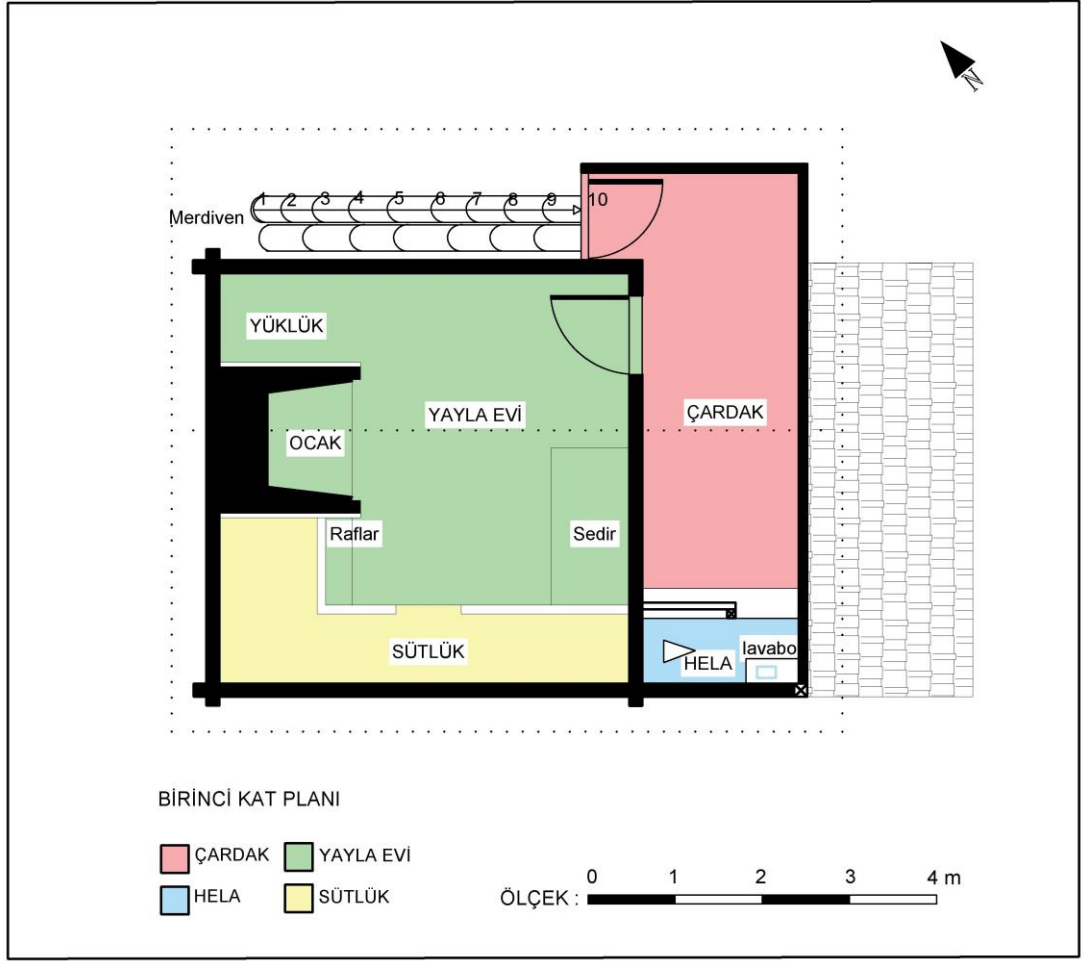 N
1 2 3 4 5 6 7 8 9 10
Merdiven
YÜKLÜK
YAYLA EVİ
ÇARDAK
OCAK
Raflar
Sedir
SÜTLÜK
HELA
lavabo
BİRİNCİ KAT PLANI
ÇARDAK
YAYLA EVİ
HELA
SÜTLÜK
ÖLÇEK :
0 1 2 3 4 m